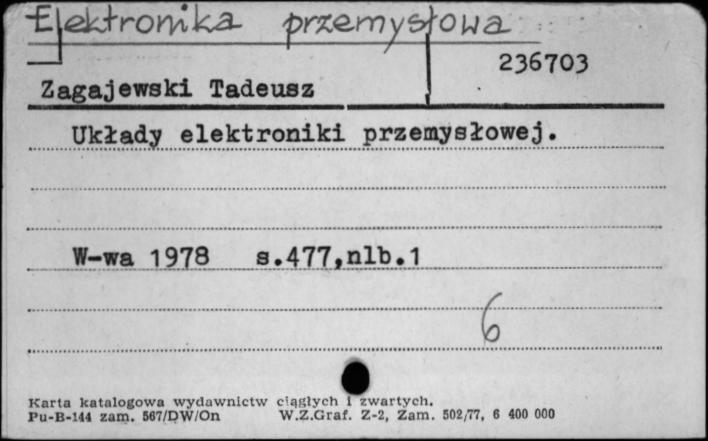 Elektronika przemysłowa
236703
Zagajewski Tadeusz
Układy elektroniki przemysłowej.
W-wa 1978 s.477,nlb.1
6
Karta katalogowa wydawnictw ciągłych i zwartych.
Pu-B-144 zam. 567/DW/On W.Z.Graf. Z-2, Zam. 502/77, 6 400 000